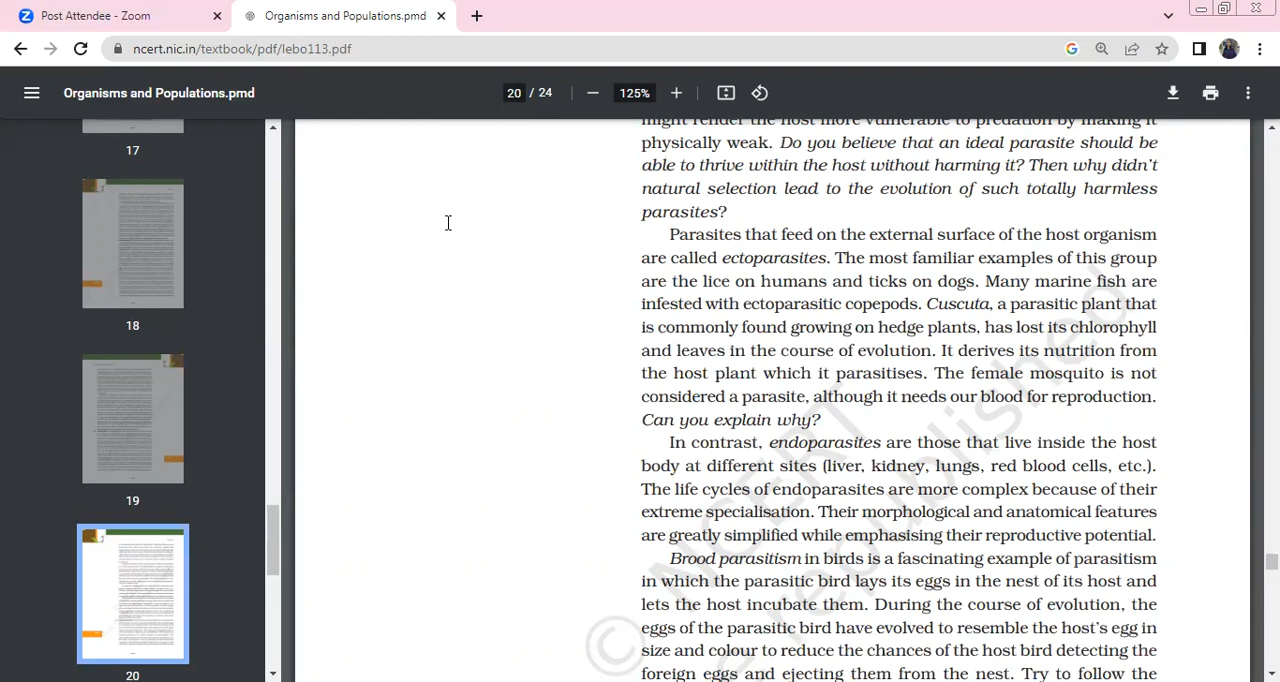 Post Attendee - Zoom
Organisms and Populations.pmd
ncert.nic.in/textbook/pdf/lebo113.pdf
Organisms and Populations.pmd
20 / 24
125%
17
18
19
20
might render the host more vulnerable to predation by making it
physically weak. Do you believe that an ideal parasite should be
able to thrive within the host without harming it? Then why didn't
natural selection lead to the evolution of such totally harmless
parasites?
Parasites that feed on the external surface of the host organism
are called ectoparasites. The most familiar examples of this group
are the lice on humans and ticks on dogs. Many marine fish are
infested with ectoparasitic copepods. Cuscuta, a parasitic plant that
is commonly found growing on hedge plants, has lost its chlorophyll
and leaves in the course of evolution. It derives its nutrition from
the host plant which it parasitises. The female mosquito is not
considered a parasite, although it needs our blood for reproduction.
Can you explain why?
In contrast, endoparasites are those that live inside the host
body at different sites (liver, kidney, lungs, red blood cells, etc.).
The life cycles of endoparasites are more complex because of their
extreme specialisation. Their morphological and anatomical features
are greatly simplified while emphasising their reproductive potential.
Brood parasitism in birds is a fascinating example of parasitism
in which the parasitic bird lays its eggs in the nest of its host and
lets the host incubate them. During the course of evolution, the
eggs of the parasitic bird have evolved to resemble the host's egg in
size and colour to reduce the chances of the host bird detecting the
foreign eggs and ejecting them from the nest. Try to follow the